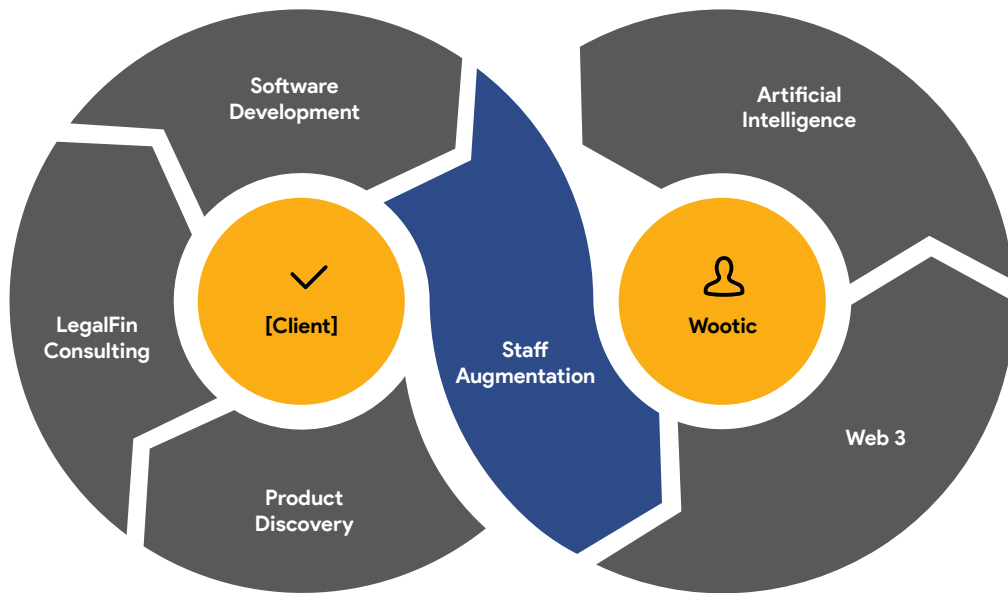 Software
Development
Artificial
Intelligence
LegalFin
Consulting
[Client]
Wootic
Staff
Augmentation
Web 3
Product
Discovery